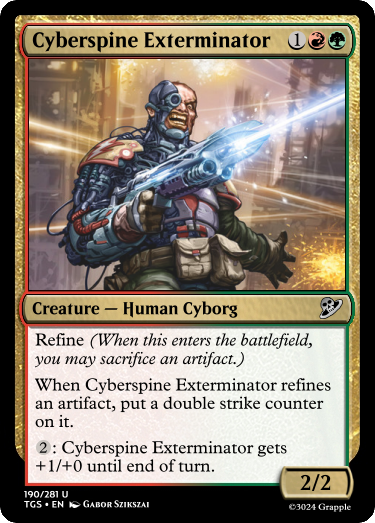 Cyberspine Exterminator 1
Creature — Human Cyborg
Refine (When this enters the battlefield,
you may sacrifice an artifact.)
When Cyberspine Exterminator refines
an artifact, put a double strike counter
on it.
2: Cyberspine Exterminator gets
+1/+0 until end of turn.
2/2
190/281 U
TGS • EN Gabor Szikszai
©3024 Grapple